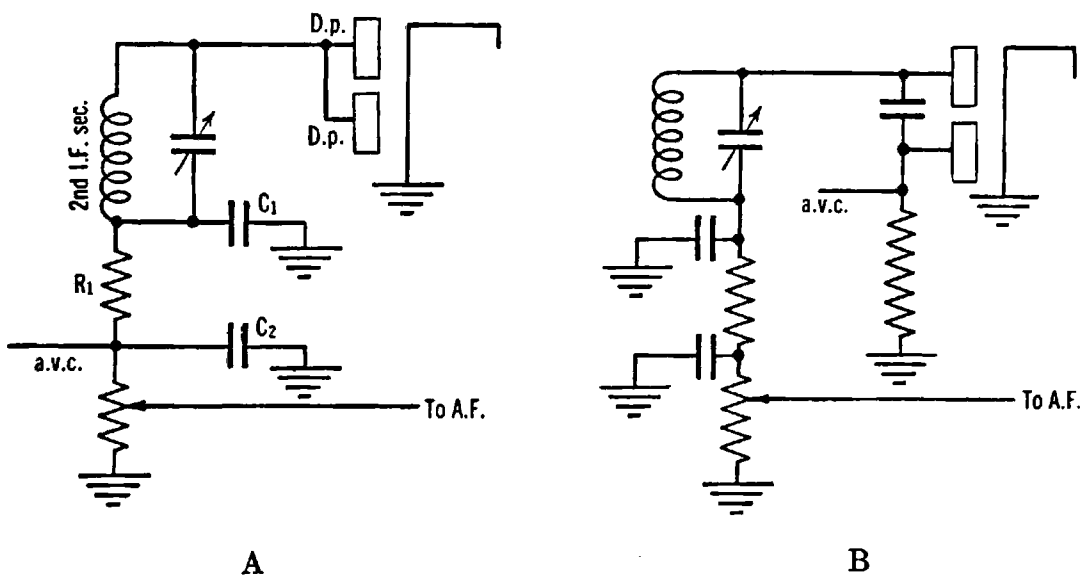 D.p.
D.p.
2nd I.F. sec.
C1
R1
C2
a.v.c.
To A.F.
A
a.v.c.
To A.F.
B